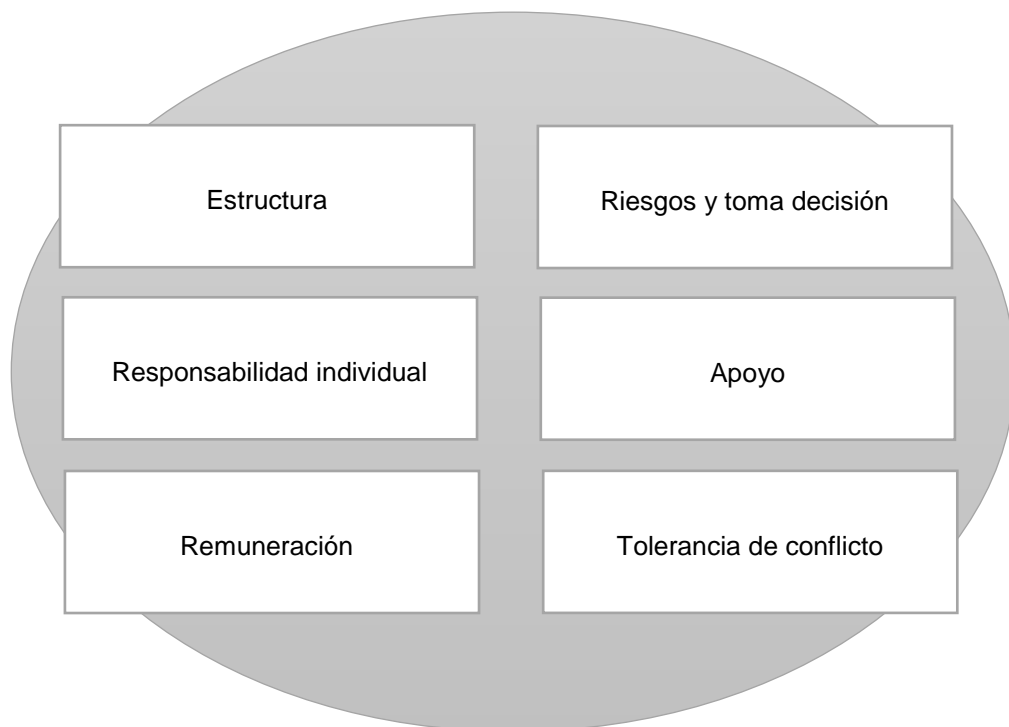 Estructura
Riesgos y toma decisión
Responsabilidad individual
Apoyo
Remuneración
Tolerancia de conflicto